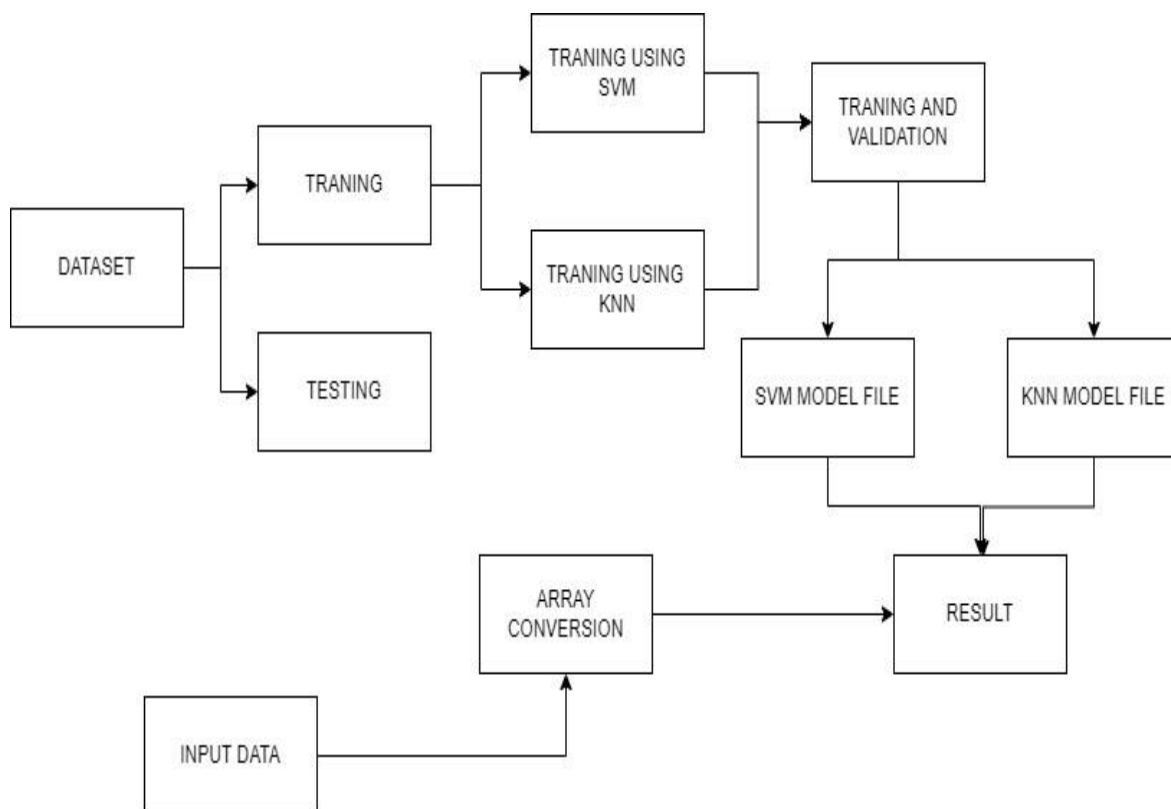 TRANING USING
SVM
TRANING AND
VALIDATION
TRANING
DATASET
TRANING USING
KNN
TESTING
SVM MODEL FILE
KNN MODEL FILE
ARRAY
CONVERSION
RESULT
INPUT DATA